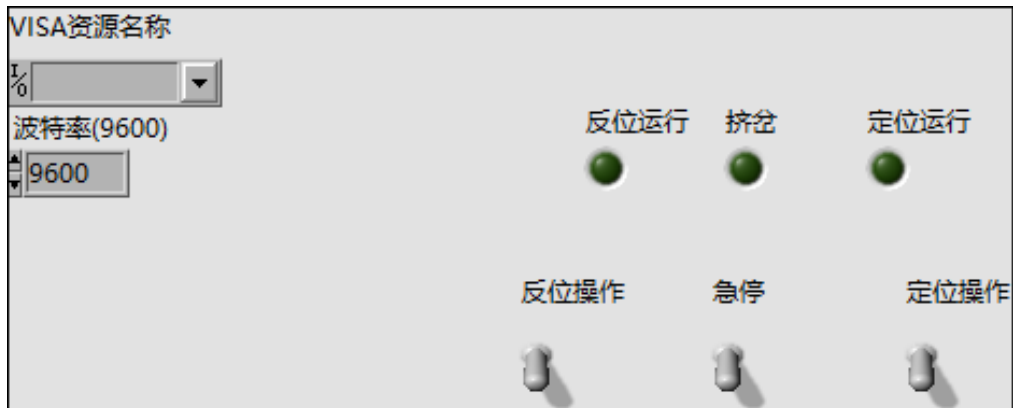 VISA资源名称
I/O
波特率(9600)
9600
反位运行 挤岔 定位运行
反位操作 急停 定位操作